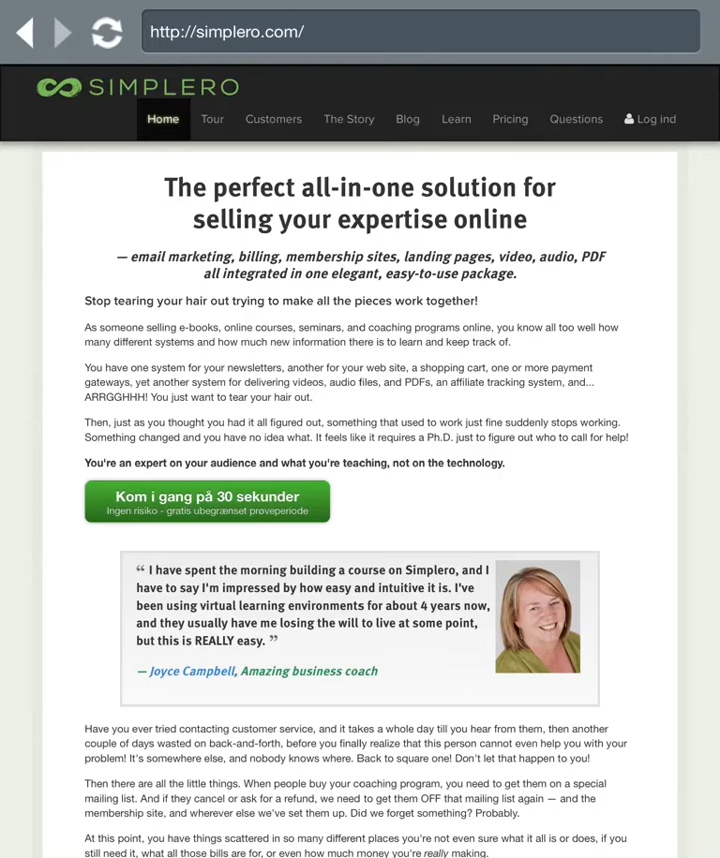 http://simplero.com/
SIMPLERO
Home Tour Customers The Story Blog Learn Pricing Questions Log ind
The perfect all-in-one solution for
selling your expertise online
— email marketing, billing, membership sites, landing pages, video, audio, PDF
all integrated in one elegant, easy-to-use package.
Stop tearing your hair out trying to make all the pieces work together!
As someone selling e-books, online courses, seminars, and coaching programs online, you know all too well how
many different systems and how much new information there is to learn and keep track of.
You have one system for your newsletters, another for your web site, a shopping cart, one or more payment
gateways, yet another system for delivering videos, audio files, and PDFs, an affiliate tracking system, and...
ARRGGHHH! You just want to tear your hair out.
Then, just as you thought you had it all figured out, something that used to work just fine suddenly stops working.
Something changed and you have no idea what. It feels like it requires a Ph.D. just to figure out who to call for help!
You're an expert on your audience and what you're teaching, not on the technology.
Kom i gang på 30 sekunder
Ingen risiko - gratis ubegrænset prøveperiode
“ I have spent the morning building a course on Simplero, and I
have to say I'm impressed by how easy and intuitive it is. I've
been using virtual learning environments for about 4 years now,
and they usually have me losing the will to live at some point,
but this is REALLY easy. ”
— Joyce Campbell, Amazing business coach
Have you ever tried contacting customer service, and it takes a whole day till you hear from them, then another
couple of days wasted on back-and-forth, before you finally realize that this person cannot even help you with your
problem! It's somewhere else, and nobody knows where. Back to square one! Don't let that happen to you!
Then there are all the little things. When people buy your coaching program, you need to get them on a special
mailing list. And if they cancel or ask for a refund, we need to get them OFF that mailing list again — and the
membership site, and wherever else we've set them up. Did we forget something? Probably.
At this point, you have things scattered in so many different places you're not even sure what it all is or does, if you
still need it, what all those bills are for, or even how much money you're really making.